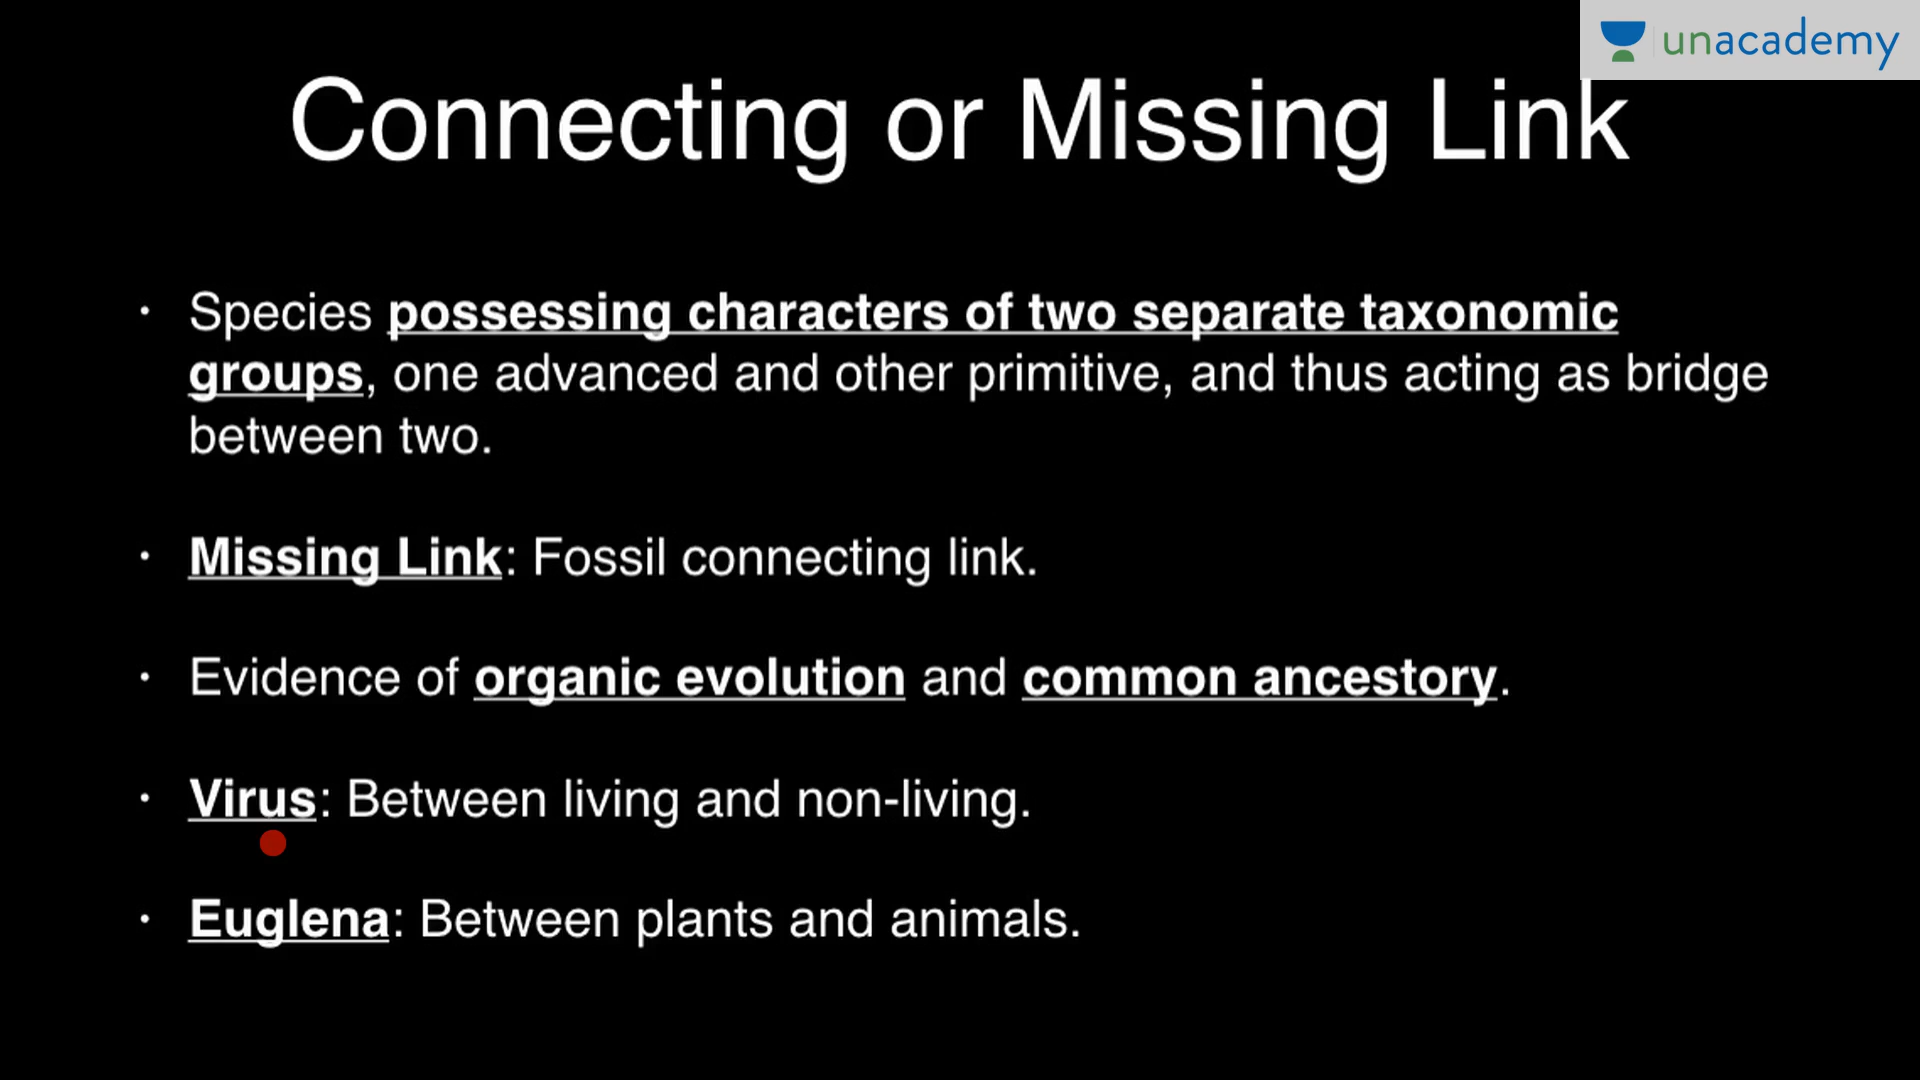 unacademy
Connecting or Missing Link
• Species possessing characters of two separate taxonomic
groups, one advanced and other primitive, and thus acting as bridge
between two.
• Missing Link: Fossil connecting link.
• Evidence of organic evolution and common ancestory.
• Virus: Between living and non-living.
• Euglena: Between plants and animals.